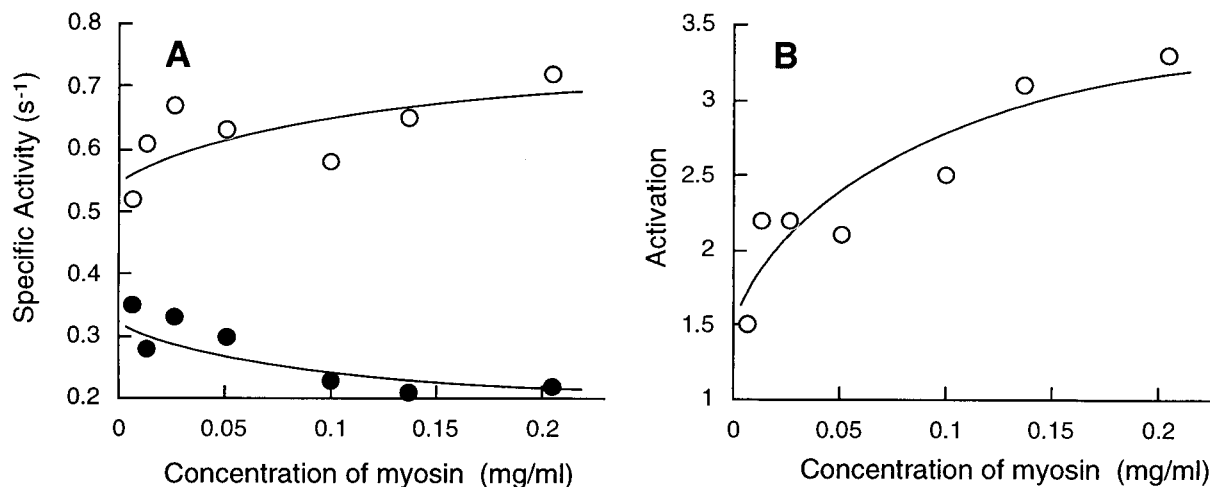 A
0.8
0.7
0.6
0.5
0.4
0.3
0.2
Specific Activity (s-1)
0 0.05 0.1 0.15 0.2
Concentration of myosin (mg/ml)
B
3.5
3
2.5
2
1.5
1
Activation
0 0.05 0.1 0.15 0.2
Concentration of myosin (mg/ml)